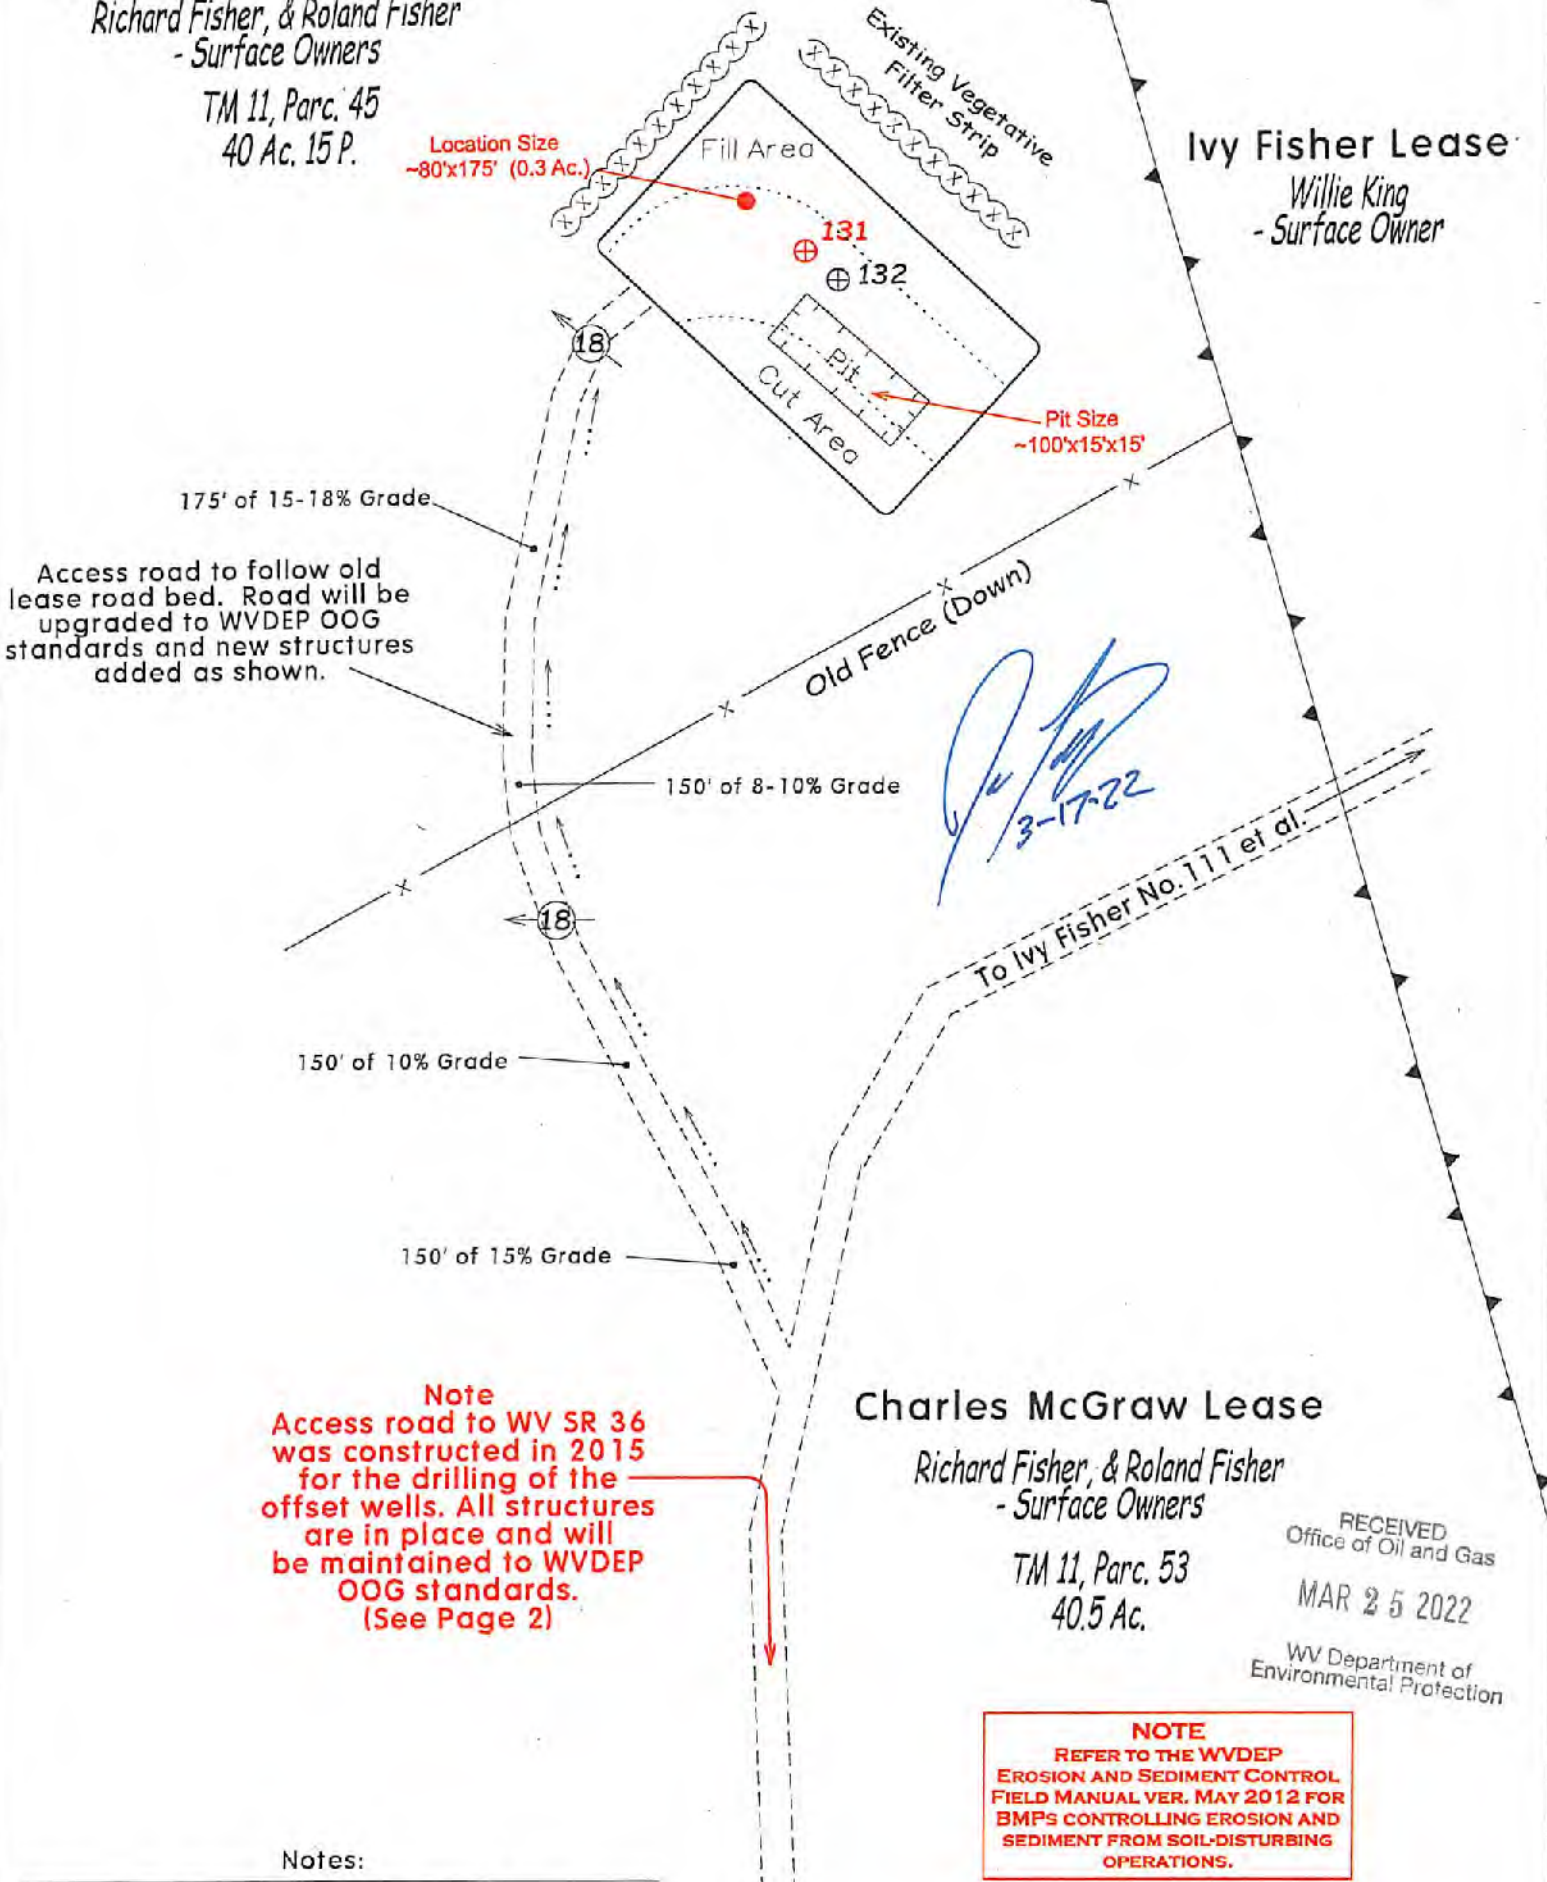 Richard Fisher, & Roland Fisher
- Surface Owners
TM 11, Parc. 45
40 Ac. 15 P.
Location Size
~80'x175' (0.3 Ac.)
Existing Vegetative
Filter Strip
Fill Area
131
132
Pit
Cut Area
Pit Size
~100'x15'x15'
Ivy Fisher Lease
Willie King
- Surface Owner
18
175' of 15-18% Grade
Access road to follow old
lease road bed. Road will be
upgraded to WVDEP OOG
standards and new structures
added as shown.
Old Fence (Down)
150' of 8-10% Grade
3-17-22
To Ivy Fisher No. 111 et al.
18
150' of 10% Grade
150' of 15% Grade
Note
Access road to WV SR 36
was constructed in 2015
for the drilling of the
offset wells. All structures
are in place and will
be maintained to WVDEP
OOG standards.
(See Page 2)
Charles McGraw Lease
Richard Fisher, & Roland Fisher
- Surface Owners
TM 11, Parc. 53
40.5 Ac.
RECEIVED
Office of Oil and Gas
MAR 25 2022
WV Department of
Environmental Protection
NOTE
REFER TO THE WVDEP
EROSION AND SEDIMENT CONTROL
FIELD MANUAL VER. MAY 2012 FOR
BMPS CONTROLLING EROSION AND
SEDIMENT FROM SOIL-DISTURBING
OPERATIONS.
Notes: